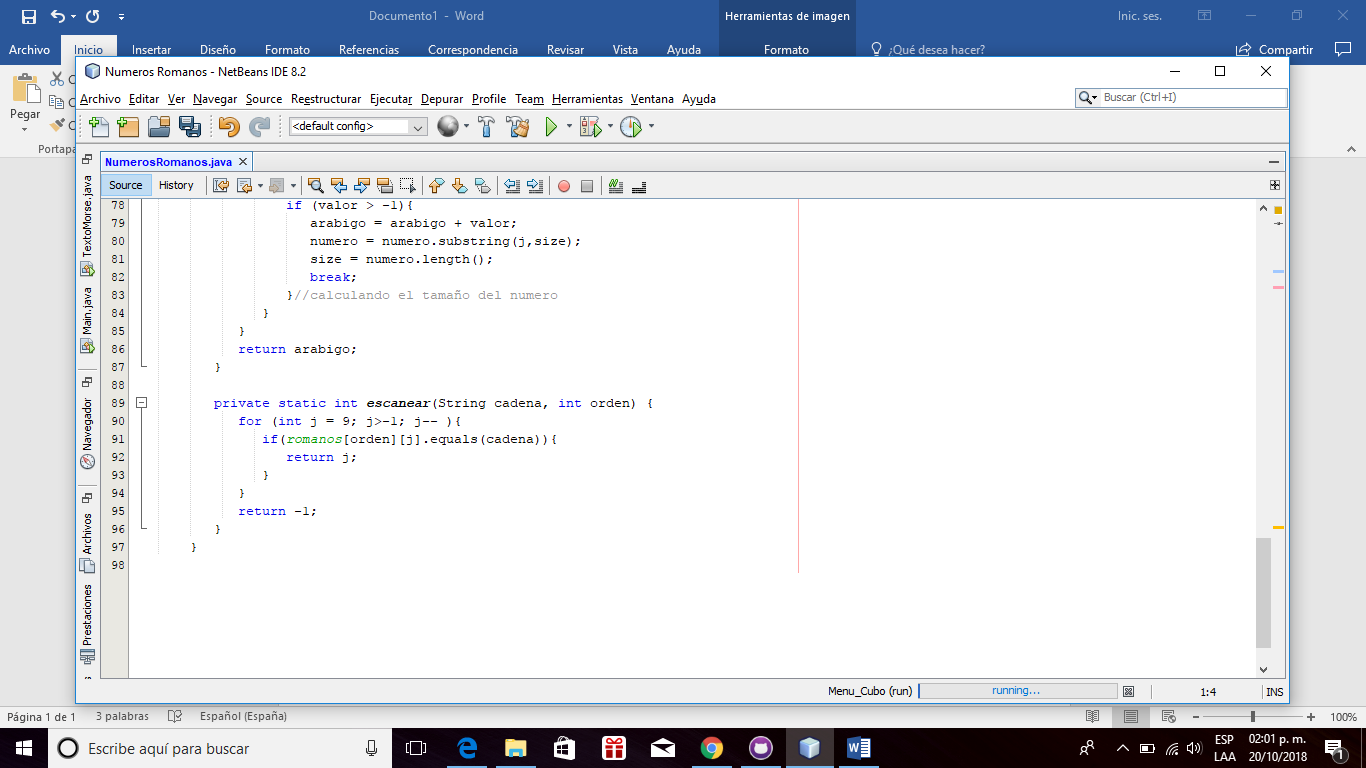 Documento1 - Word
Herramientas de imagen
Inic. ses.
Archivo Inicio Insertar Diseño Formato Referencias Correspondencia Revisar Vista Ayuda Formato ¿Qué desea hacer? Compartir
Pegar
Portapa
Numeros Romanos - NetBeans IDE 8.2
Archivo Editar Ver Navegar Source Reestructurar Ejecutar Depurar Profile Team Herramientas Ventana Ayuda
Buscar (Ctrl+I)
<default config>
NumerosRomanos.java
Source History
TextoMorse.java
Main.java
Navegador
Archivos
Prestaciones
78 if (valor > -1){
79 arabigo = arabigo + valor;
80 numero = numero.substring(j,size);
81 size = numero.length();
82 break;
83 }//calculando el tamaño del numero
84 }
85 }
86 return arabigo;
87 }
88
89 private static int escanear(String cadena, int orden) {
90 for (int j = 9; j>-1; j-- ){
91 if(romanos[orden][j].equals(cadena)){
92 return j;
93 }
94 }
95 return -1;
96 }
97 }
98
Menu_Cubo (run) running... 1:4 INS
Página 1 de 1 3 palabras Español (España) 100%
Escribe aquí para buscar
ESP 02:01 p. m.
LAA 20/10/2018 1